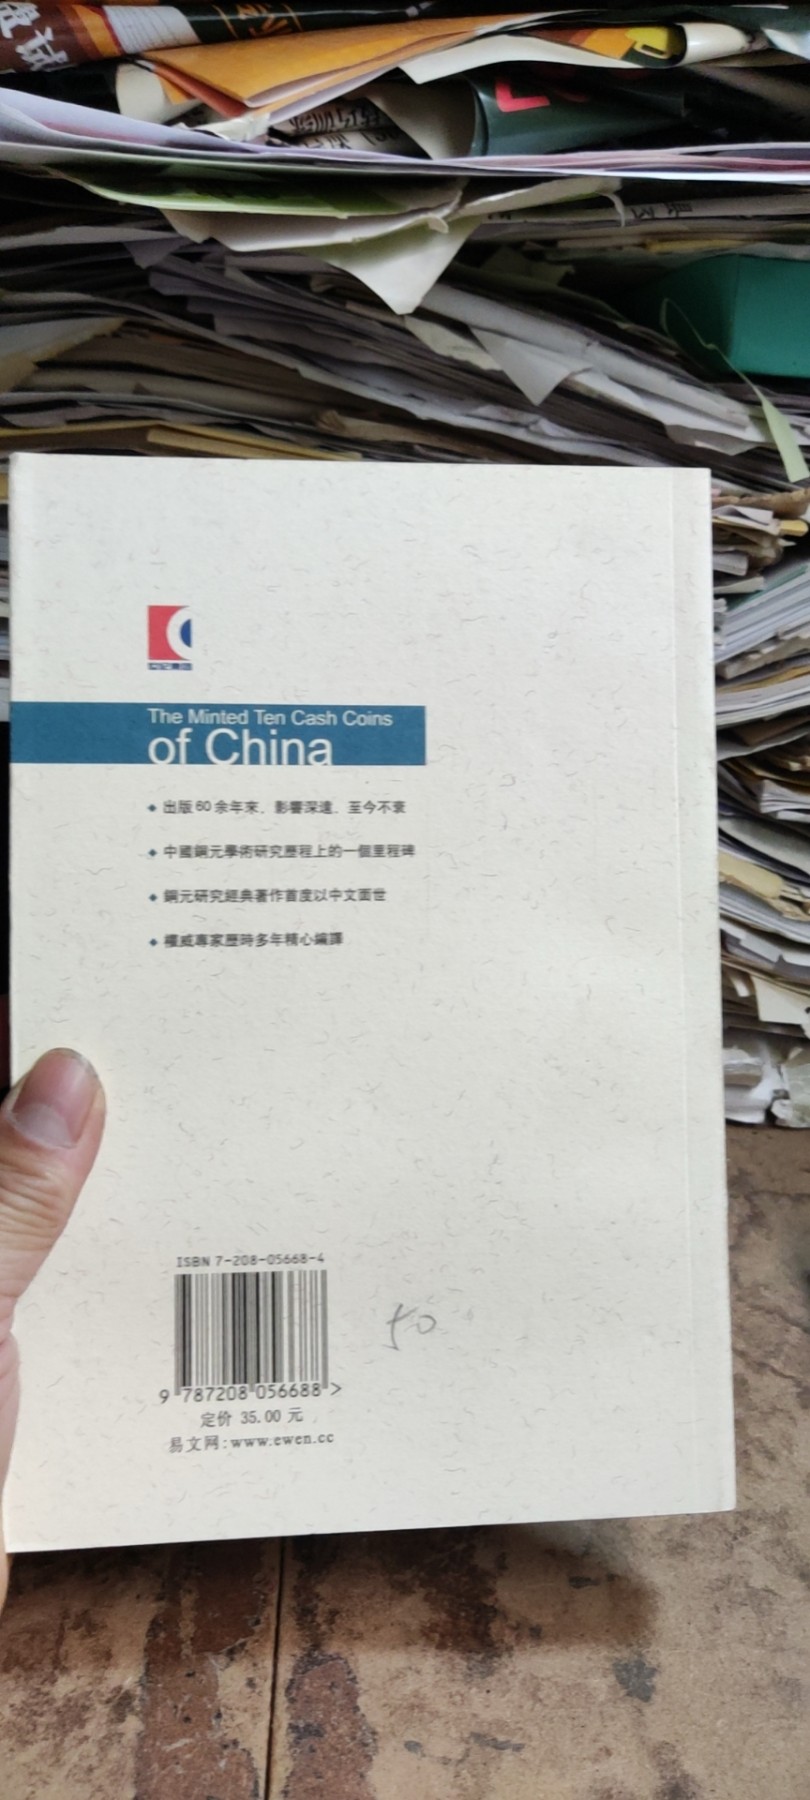 The Minted Ten Cash Coins
of China
◆ 出版60余年來，影響深遠，至今不衰
◆ 中國銅元學術研究歷程上的一個里程碑
◆ 銅元研究經典著作首度以中文面世
◆ 權威專家歷時多年精心編譯
ISBN 7-208-05668-4
50
9 787208 056688 >
定价 35.00 元
易文网:www.ewen.cc